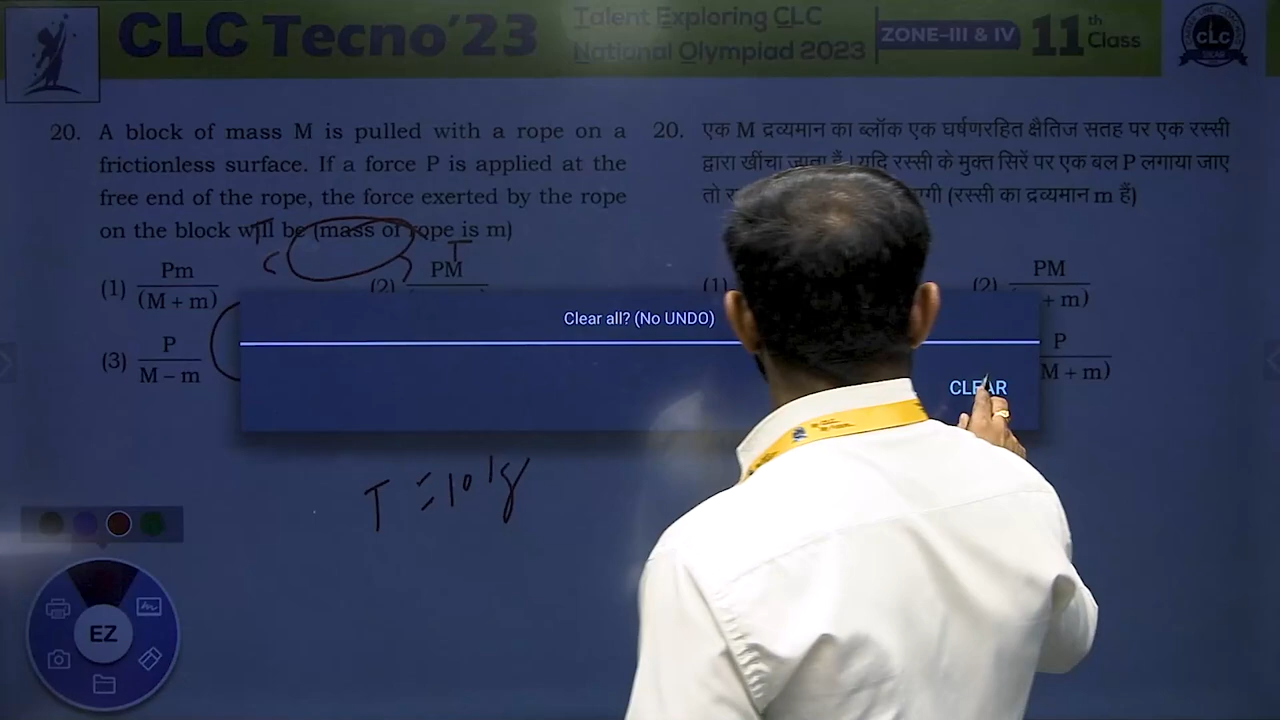 CLC Tecno'23
Talent Exploring CLC
National Olympiad 2023
ZONE-III & IV
11th Class
CLC
20. A block of mass M is pulled with a rope on a
frictionless surface. If a force P is applied at the
free end of the rope, the force exerted by the rope
on the block will be (mass of rope is m)
(1) Pm
(M + m)
(2) PM
(3) P
M – m
20. एक M द्रव्यमान का ब्लॉक एक घर्षणरहित क्षैतिज सतह पर एक रस्सी
द्वारा खींचा जाता है। यदि रस्सी के मुक्त सिरें पर एक बल P लगाया जाए
तो गी (रस्सी का द्रव्यमान m हैं)
(1)
(2) PM
+ m)
P
M + m)
T
T
Clear all? (No UNDO)
CLEAR
T = 10
EZ